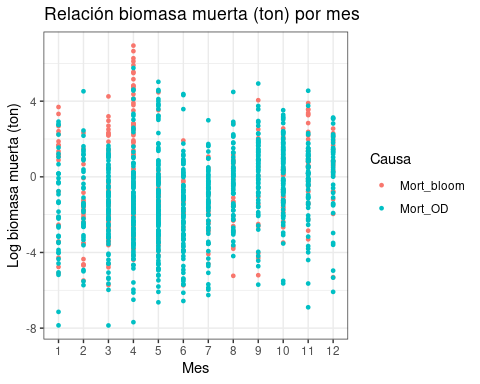 Relación biomasa muerta (ton) por mes
Log biomasa muerta (ton)
4
0
-4
-8
1 2 3 4 5 6 7 8 9 10 11 12
Mes
Causa
Mort_bloom
Mort_OD